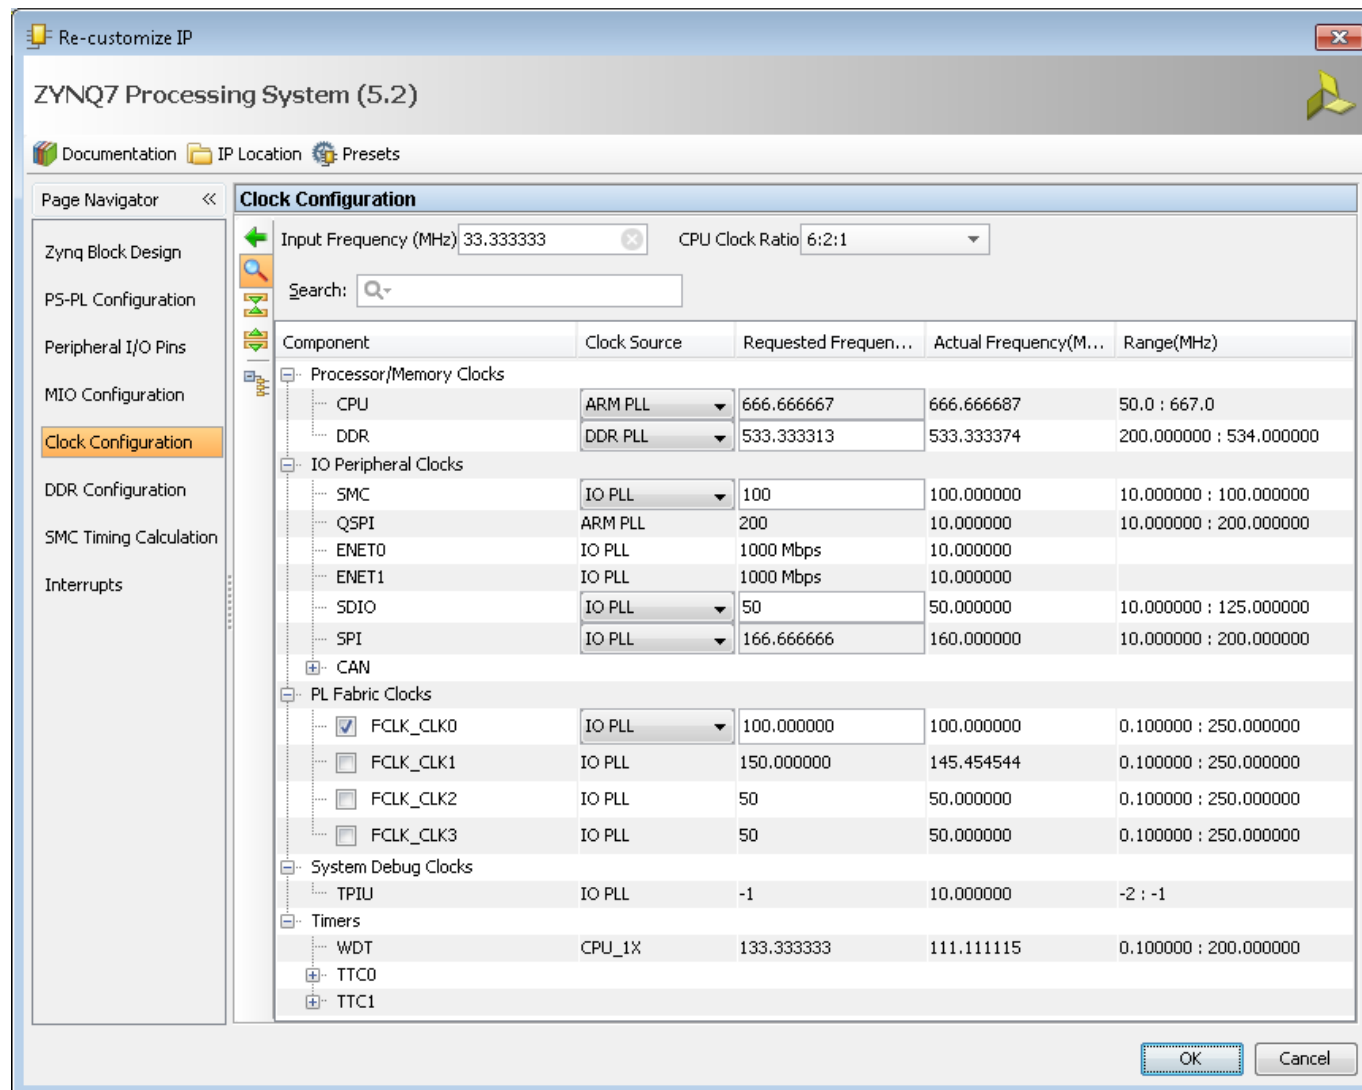 Re-customize IP
ZYNQ7 Processing System (5.2)
Documentation IP Location Presets
Page Navigator «
Zynq Block Design
PS-PL Configuration
Peripheral I/O Pins
MIO Configuration
Clock Configuration
DDR Configuration
SMC Timing Calculation
Interrupts
Clock Configuration
Input Frequency (MHz) 33.333333 CPU Clock Ratio 6:2:1
Search:
Component Clock Source Requested Frequen... Actual Frequency(M... Range(MHz)
Processor/Memory Clocks
CPU ARM PLL 666.666667 666.666687 50.0 : 667.0
DDR DDR PLL 533.333313 533.333374 200.000000 : 534.000000
IO Peripheral Clocks
SMC IO PLL 100 100.000000 10.000000 : 100.000000
QSPI ARM PLL 200 10.000000 10.000000 : 200.000000
ENET0 IO PLL 1000 Mbps 10.000000
ENET1 IO PLL 1000 Mbps 10.000000
SDIO IO PLL 50 50.000000 10.000000 : 125.000000
SPI IO PLL 166.666666 160.000000 10.000000 : 200.000000
CAN
PL Fabric Clocks
FCLK_CLK0 IO PLL 100.000000 100.000000 0.100000 : 250.000000
FCLK_CLK1 IO PLL 150.000000 145.454544 0.100000 : 250.000000
FCLK_CLK2 IO PLL 50 50.000000 0.100000 : 250.000000
FCLK_CLK3 IO PLL 50 50.000000 0.100000 : 250.000000
System Debug Clocks
TPIU IO PLL -1 10.000000 -2 : -1
Timers
WDT CPU_1X 133.333333 111.111115 0.100000 : 200.000000
TTC0
TTC1
OK Cancel